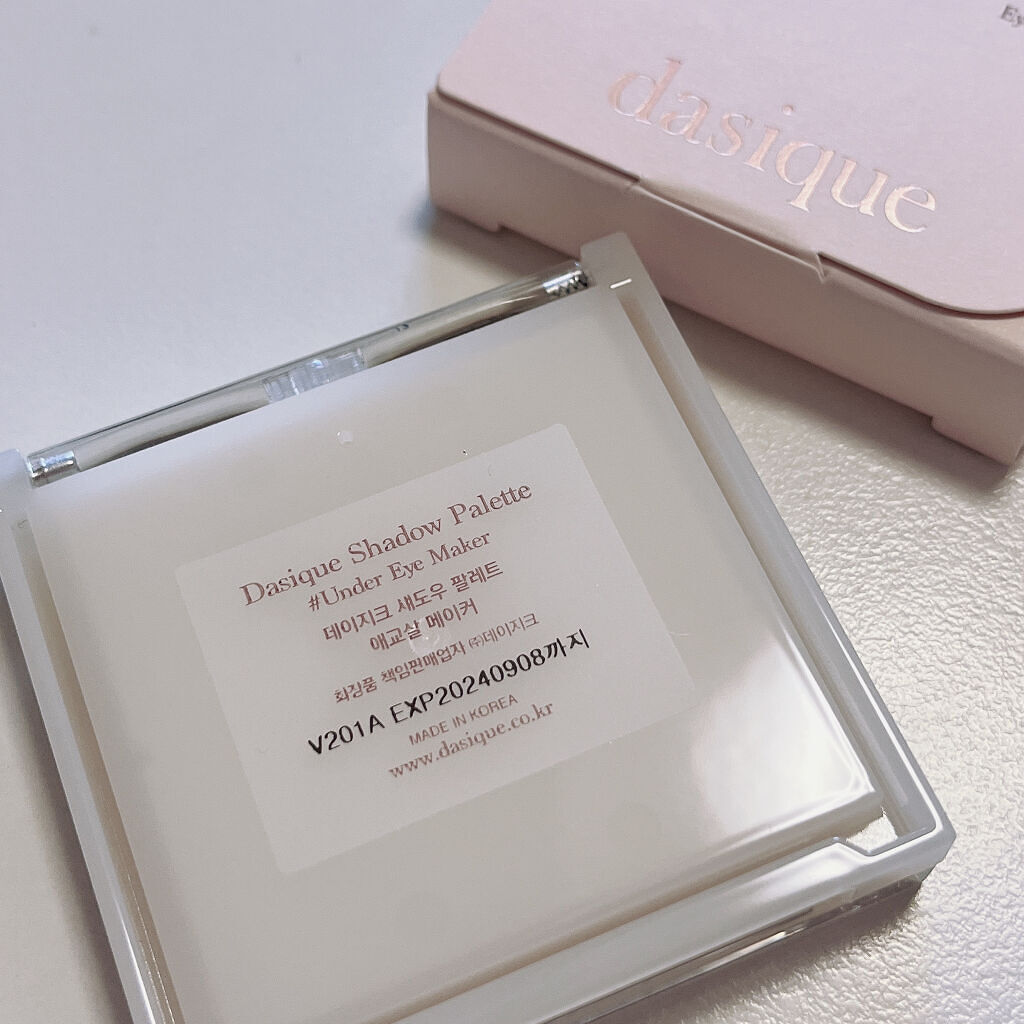 dasique
Dasique Shadow Palette
#Under Eye Maker
데이지크 섀도우 팔레트
애교살 메이커
화장품 책임판매업자 ㈜데이지크
V201A EXP20240908까지
MADE IN KOREA
www.dasique.co.kr